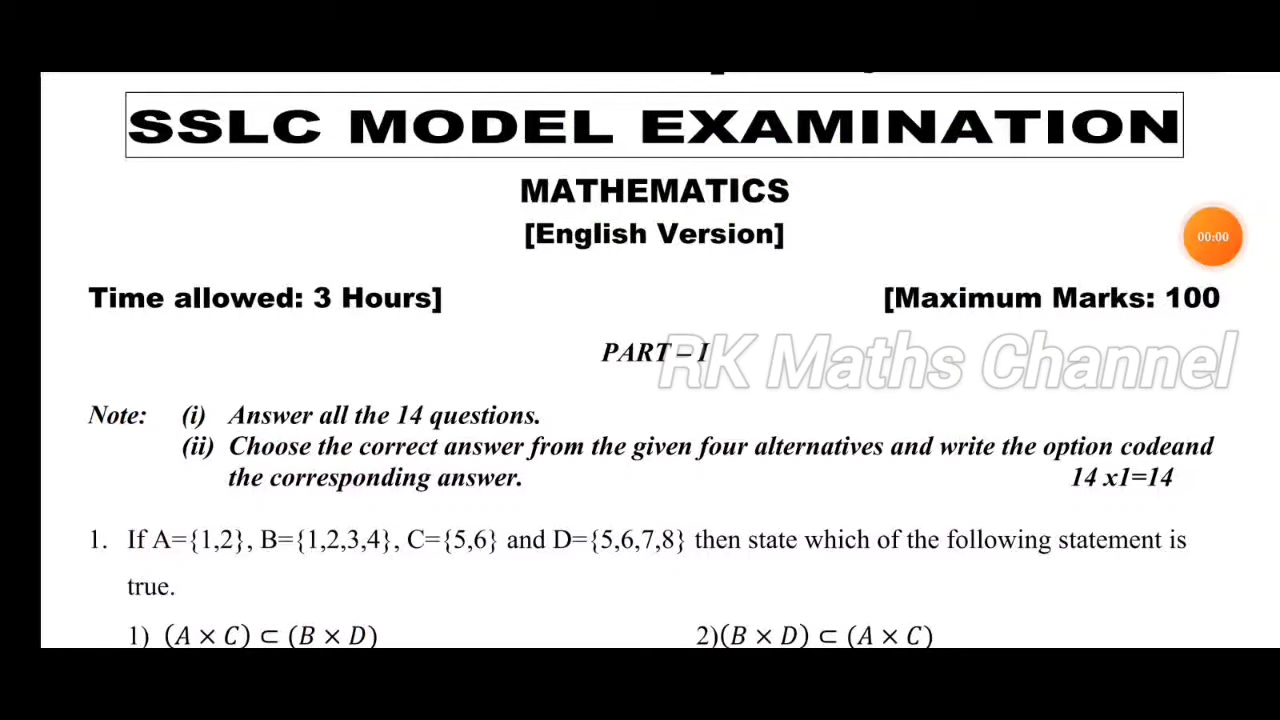 SSLC MODEL EXAMINATION
MATHEMATICS
[English Version]
00:00
Time allowed: 3 Hours]
[Maximum Marks: 100
PART – I
RK Maths Channel
Note: (i) Answer all the 14 questions.
(ii) Choose the correct answer from the given four alternatives and write the option codeand
the corresponding answer. 14 x1=14
1. If A={1,2}, B={1,2,3,4}, C={5,6} and D={5,6,7,8} then state which of the following statement is
true.
1) (A × C) ⊂ (B × D) 2)(B × D) ⊂ (A × C)